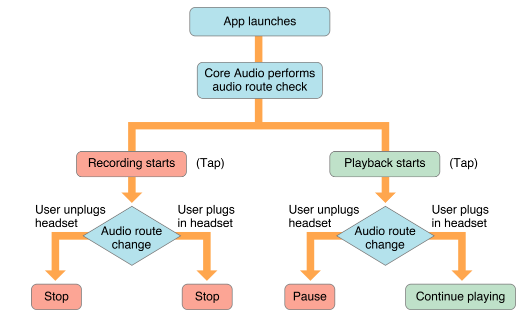 App launches
Core Audio performs
audio route check
Recording starts
(Tap)
Playback starts
(Tap)
User unplugs
headset
Audio route
change
User plugs
in headset
User unplugs
headset
Audio route
change
User plugs
in headset
Stop
Stop
Pause
Continue playing